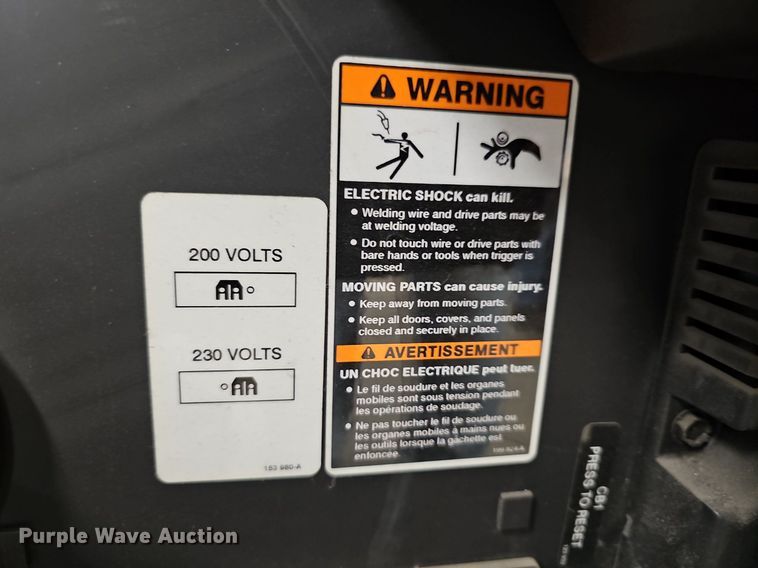 200 VOLTS
230 VOLTS
153 980-A
WARNING
ELECTRIC SHOCK can kill.
• Welding wire and drive parts may be
at welding voltage.
• Do not touch wire or drive parts with
bare hands or tools when trigger is
pressed.
MOVING PARTS can cause injury.
• Keep away from moving parts.
• Keep all doors, covers, and panels
closed and securely in place.
AVERTISSEMENT
UN CHOC ELECTRIQUE peut tuer.
• Le fil de soudure et les organes
mobiles sont sous tension pendant
les opérations de soudage.
• Ne pas toucher le fil de soudure ou
les organes mobiles à mains nues ou
les outils lorsque la gâchette est
enfoncée.
CB1
PRESS TO RESET
Purple Wave Auction